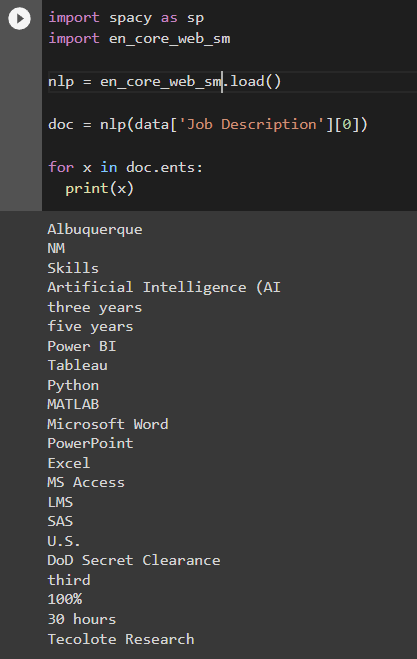 import spacy as sp
import en_core_web_sm
nlp = en_core_web_sm.load()
doc = nlp(data['Job Description'][0])
for x in doc.ents:
  print(x)
Albuquerque
NM
Skills
Artificial Intelligence (AI
three years
five years
Power BI
Tableau
Python
MATLAB
Microsoft Word
PowerPoint
Excel
MS Access
LMS
SAS
U.S.
DoD Secret Clearance
third
100%
30 hours
Tecolote Research